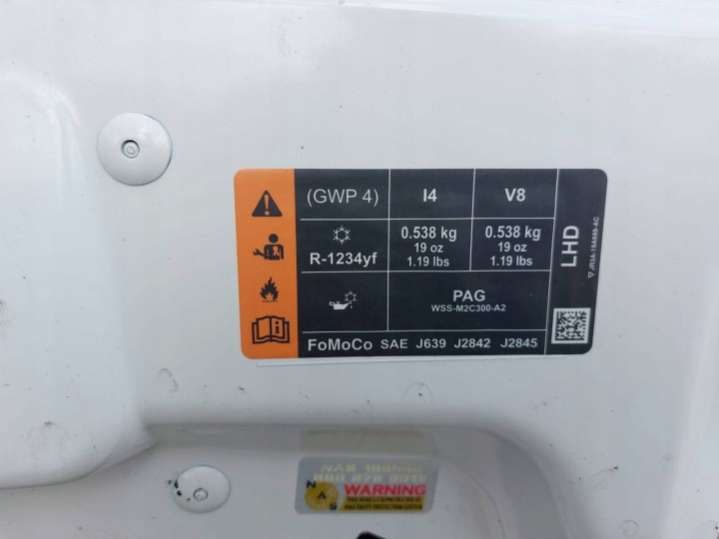 (GWP 4) I4 V8
R-1234yf 0.538 kg 0.538 kg
19 oz 19 oz
1.19 lbs 1.19 lbs
PAG
WSS-M2C300-A2
FoMoCo SAE J639 J2842 J2845
LHD
N A S WARNING